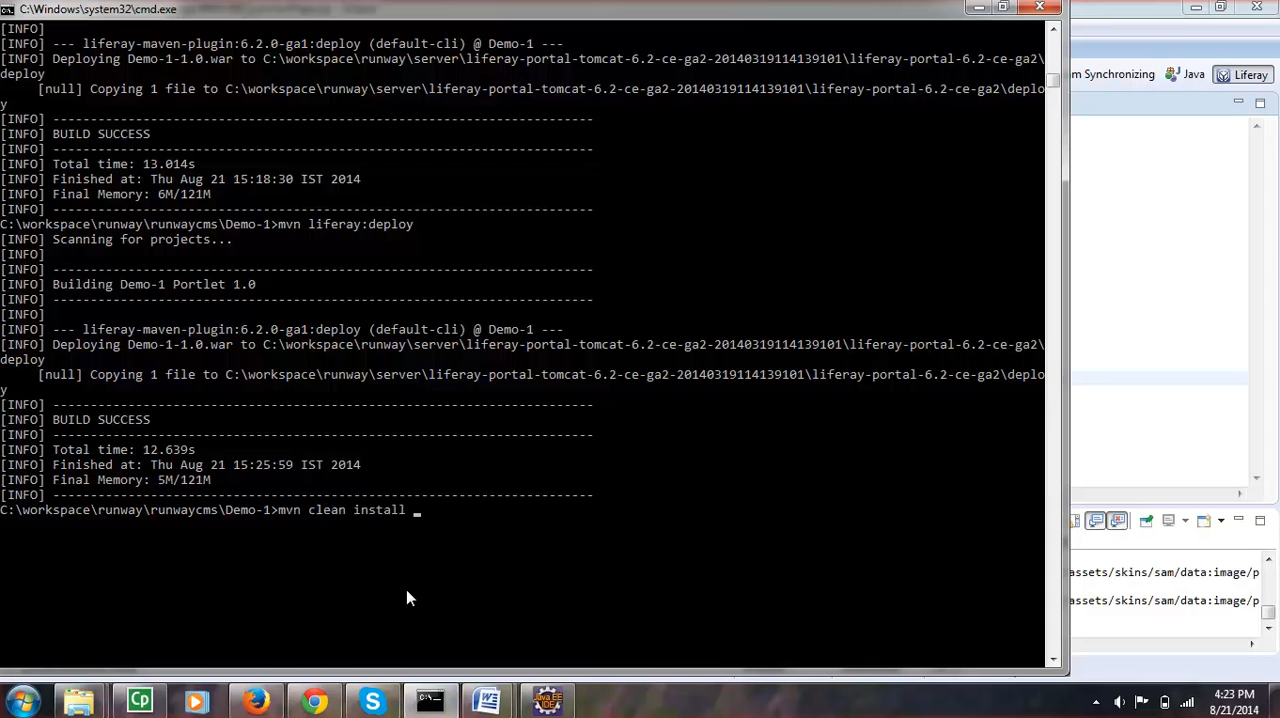 C:\Windows\system32\cmd.exe
[INFO]
[INFO] --- liferay-maven-plugin:6.2.0-ga1:deploy (default-cli) @ Demo-1 ---
[INFO] Deploying Demo-1-1.0.war to C:\workspace\runway\server\liferay-portal-tomcat-6.2-ce-ga2-20140319114139101\liferay-portal-6.2-ce-ga2\
deploy
[null] Copying 1 file to C:\workspace\runway\server\liferay-portal-tomcat-6.2-ce-ga2-20140319114139101\liferay-portal-6.2-ce-ga2\deplo
y
[INFO] ------------------------------------------------------------------------
[INFO] BUILD SUCCESS
[INFO] ------------------------------------------------------------------------
[INFO] Total time: 13.014s
[INFO] Finished at: Thu Aug 21 15:18:30 IST 2014
[INFO] Final Memory: 6M/121M
[INFO] ------------------------------------------------------------------------
C:\workspace\runway\runwaycms\Demo-1>mvn liferay:deploy
[INFO] Scanning for projects...
[INFO]
[INFO] ------------------------------------------------------------------------
[INFO] Building Demo-1 Portlet 1.0
[INFO] ------------------------------------------------------------------------
[INFO]
[INFO] --- liferay-maven-plugin:6.2.0-ga1:deploy (default-cli) @ Demo-1 ---
[INFO] Deploying Demo-1-1.0.war to C:\workspace\runway\server\liferay-portal-tomcat-6.2-ce-ga2-20140319114139101\liferay-portal-6.2-ce-ga2\
deploy
[null] Copying 1 file to C:\workspace\runway\server\liferay-portal-tomcat-6.2-ce-ga2-20140319114139101\liferay-portal-6.2-ce-ga2\deplo
y
[INFO] ------------------------------------------------------------------------
[INFO] BUILD SUCCESS
[INFO] ------------------------------------------------------------------------
[INFO] Total time: 12.639s
[INFO] Finished at: Thu Aug 21 15:25:59 IST 2014
[INFO] Final Memory: 5M/121M
[INFO] ------------------------------------------------------------------------
C:\workspace\runway\runwaycms\Demo-1>mvn clean install _
m Synchronizing Java Liferay
assets/skins/sam/data:image/p
assets/skins/sam/data:image/p
Cp
Java EE
IDE
4:23 PM
8/21/2014